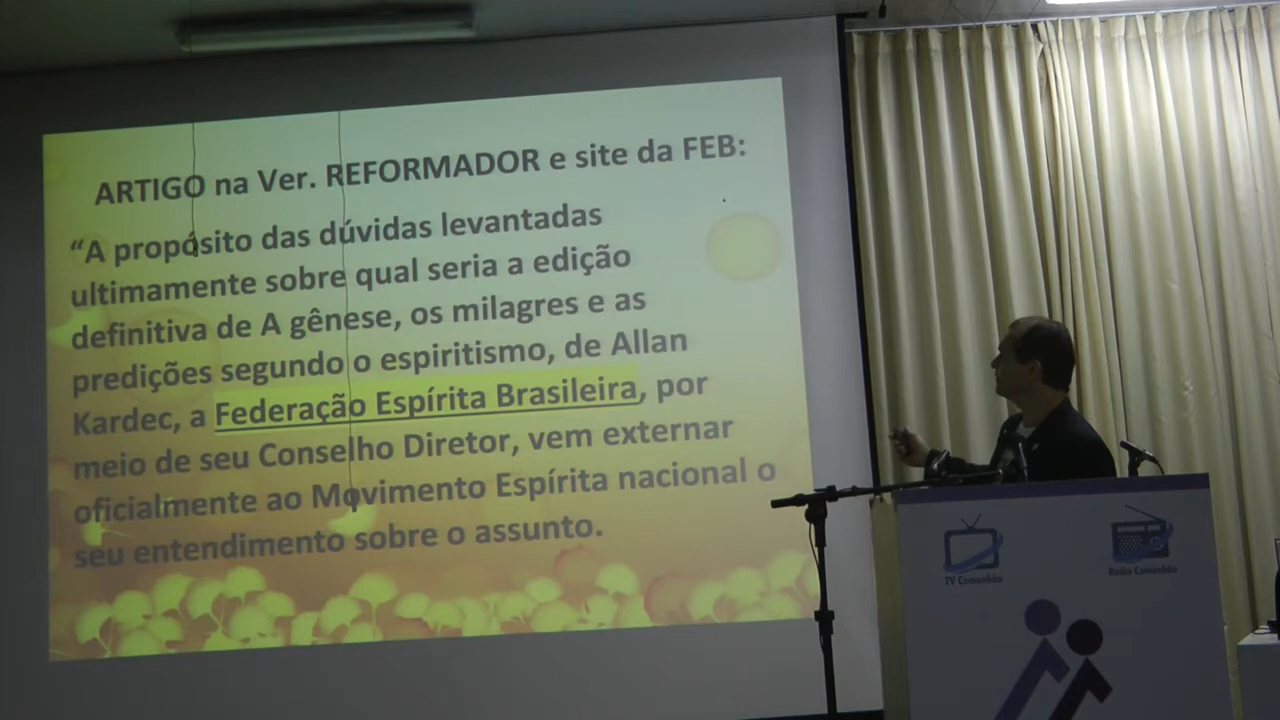 ARTIGO na Ver. REFORMADOR e site da FEB:
“A propósito das dúvidas levantadas
ultimamente sobre qual seria a edição
definitiva de A gênese, os milagres e as
predições segundo o espiritismo, de Allan
Kardec, a Federação Espírita Brasileira, por
meio de seu Conselho Diretor, vem externar
oficialmente ao Movimento Espírita nacional o
seu entendimento sobre o assunto.
TV Comunhão
Rádio Comunhão